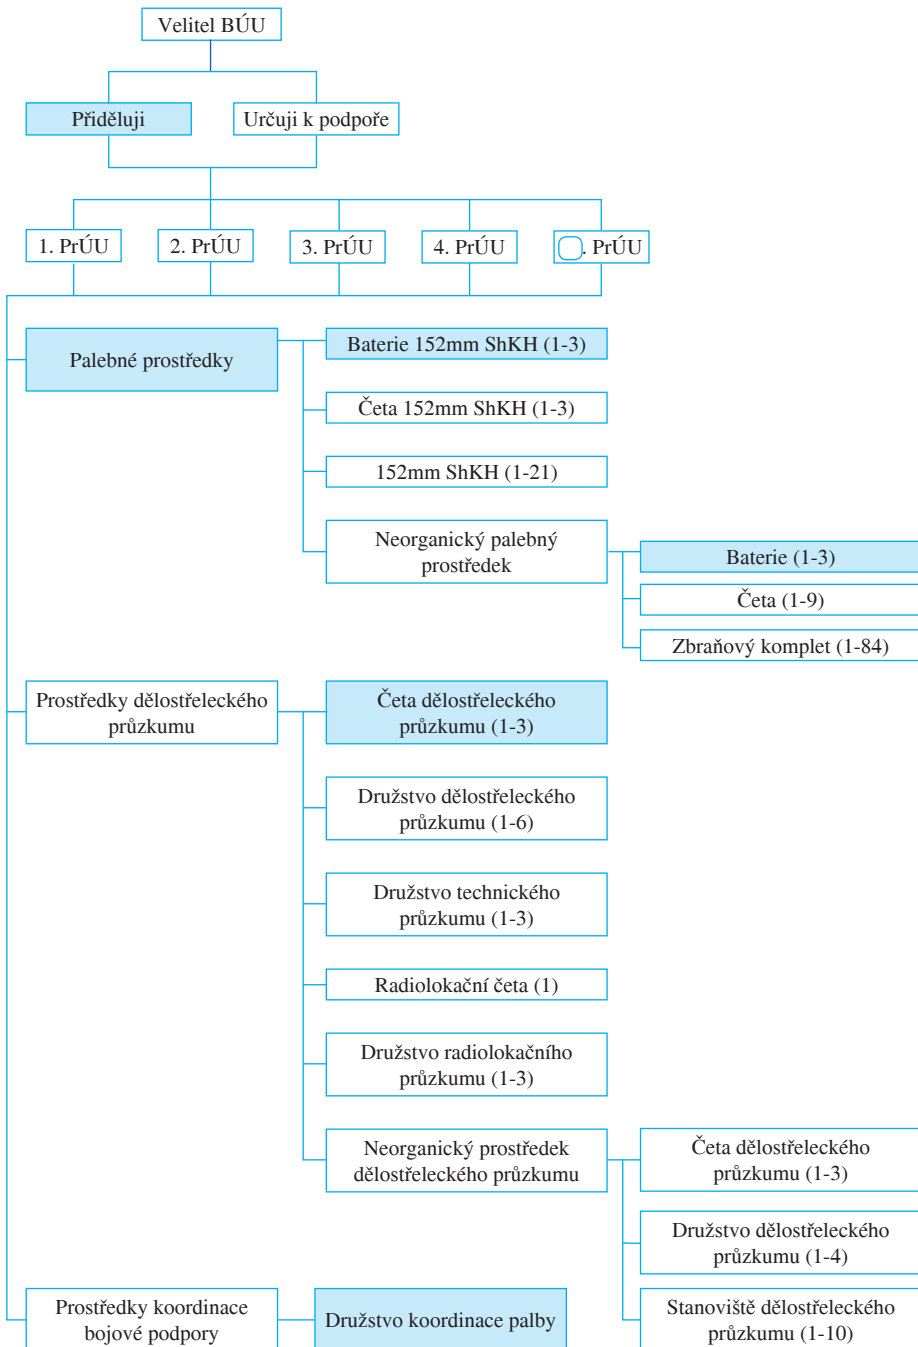 Velitel BÚU
Přiděluji
Určuji k podpoře
1. PrÚU
2. PrÚU
3. PrÚU
4. PrÚU
. PrÚU
Palebné prostředky
Baterie 152mm ShKH (1-3)
Četa 152mm ShKH (1-3)
152mm ShKH (1-21)
Neorganický palebný
prostředek
Baterie (1-3)
Četa (1-9)
Zbraňový komplet (1-84)
Prostředky dělostřeleckého
průzkumu
Četa dělostřeleckého
průzkumu (1-3)
Družstvo dělostřeleckého
průzkumu (1-6)
Družstvo technického
průzkumu (1-3)
Radiolokační četa (1)
Družstvo radiolokačního
průzkumu (1-3)
Neorganický prostředek
dělostřeleckého průzkumu
Četa dělostřeleckého
průzkumu (1-3)
Družstvo dělostřeleckého
průzkumu (1-4)
Stanoviště dělostřeleckého
průzkumu (1-10)
Prostředky koordinace
bojové podpory
Družstvo koordinace palby